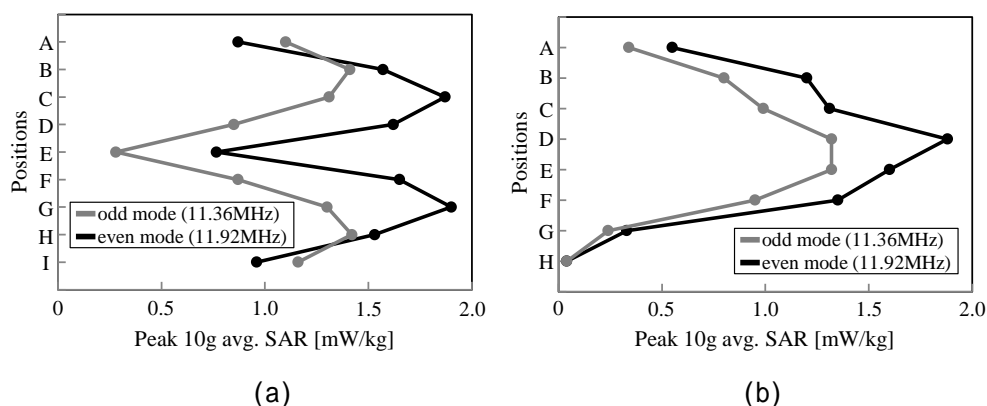 A
B
C
D
E
F
G
H
I
Positions
odd mode (11.36MHz)
even mode (11.92MHz)
0 0.5 1.0 1.5 2.0
Peak 10g avg. SAR [mW/kg]
(a)
A
B
C
D
E
F
G
H
Positions
odd mode (11.36MHz)
even mode (11.92MHz)
0 0.5 1.0 1.5 2.0
Peak 10g avg. SAR [mW/kg]
(b)